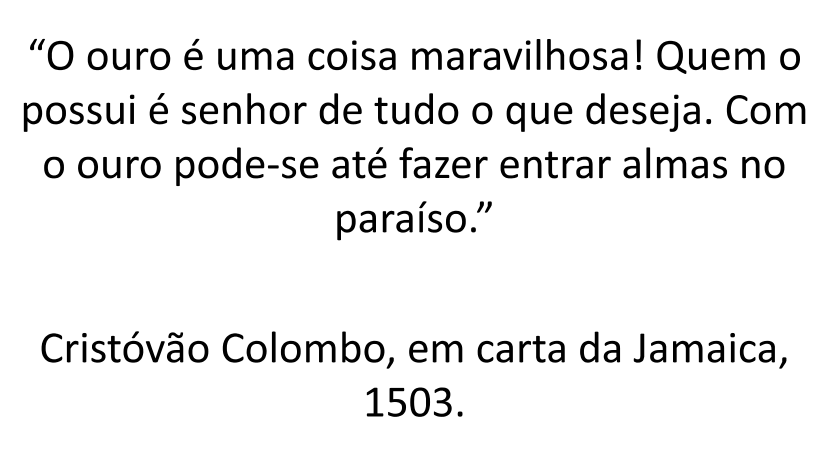 “O ouro é uma coisa maravilhosa! Quem o
possui é senhor de tudo o que deseja. Com
o ouro pode-se até fazer entrar almas no
paraíso.”
Cristóvão Colombo, em carta da Jamaica,
1503.